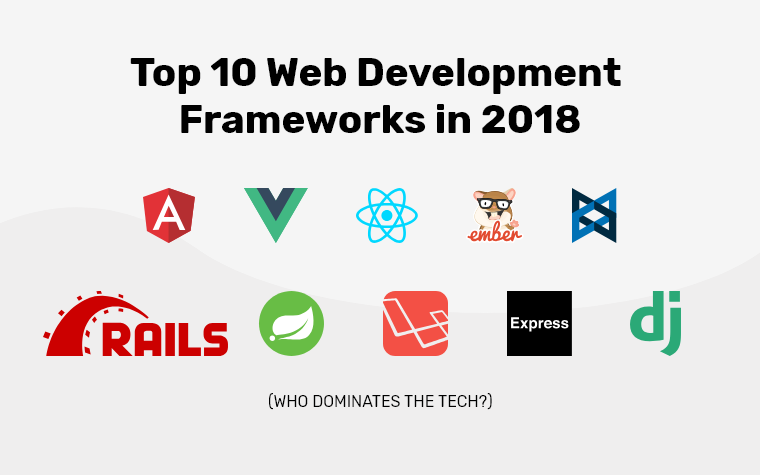 Top 10 Web Development
Frameworks in 2018
A
ember
RAILS
Express
dj
(WHO DOMINATES THE TECH?)